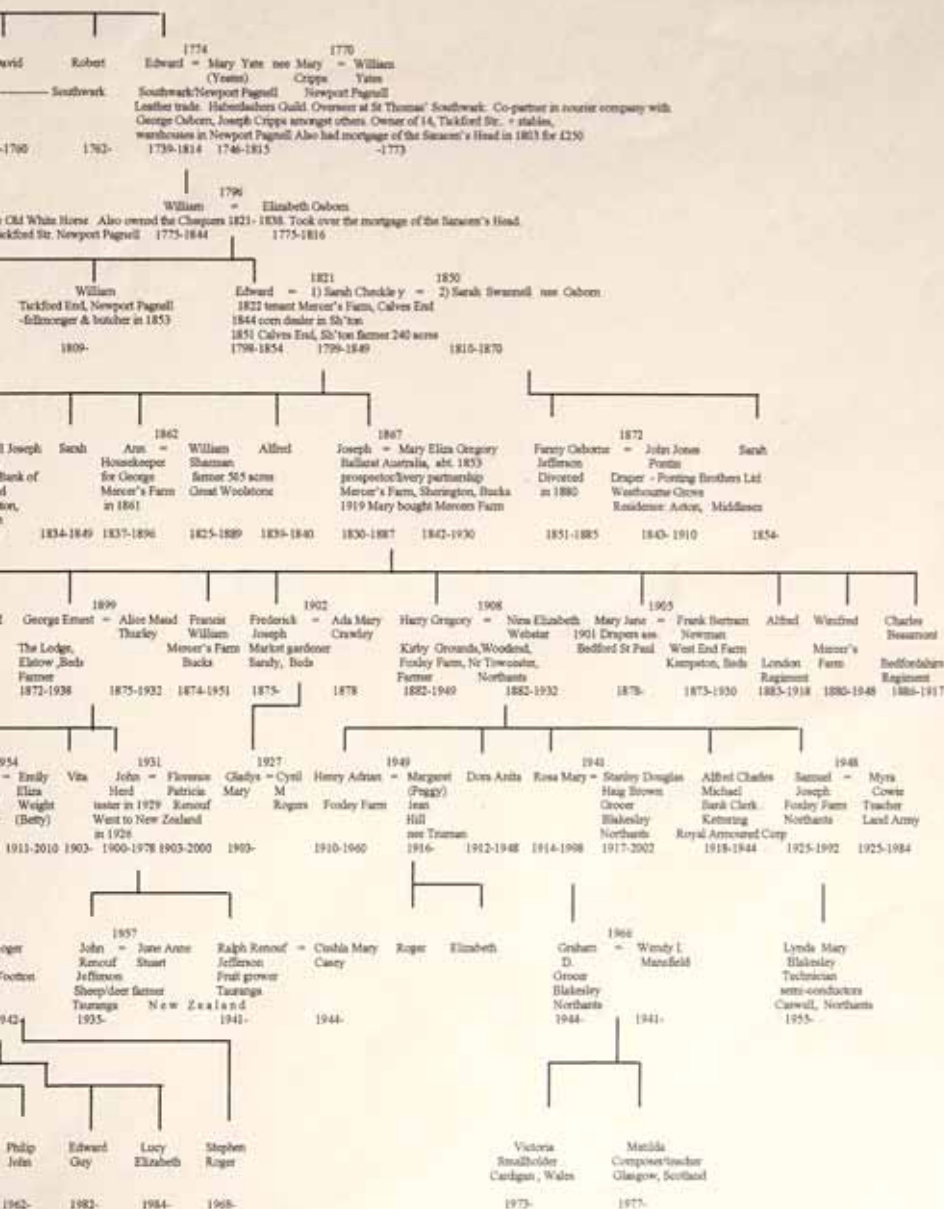 1774 1770
Robert Edward = Mary Yate nee Mary = William
(Yeates) Cripps Yates
Southwark Southwark/Newport Pagnell Newport Pagnell
Leather trade. Haberdashers Guild. Overseer at St Thomas' Southwark. Co-partner in courier company with
George Osborn, Joseph Cripps amongst others. Owner of 14, Tickford Str. + stables,
warehouses in Newport Pagnell Also had mortgage of the Saracen's Head in 1803 for £250
-1760 1762- 1739-1814 1746-1815 -1773
1796
William = Elizabeth Osborn
Old White Horse. Also owned the Chequers 1821- 1838. Took over the mortgage of the Saracen's Head.
Str. Newport Pagnell 1775-1844 1775-1816
1821 1850
William Edward = 1) Sarah Checkley = 2) Sarah Swannell nee Osborn
Tickford End, Newport Pagnell 1822 tenant Mercer's Farm, Calves End
-fellmonger & butcher in 1853 1844 corn dealer in Sh'ton
1851 Calves End, Sh'ton farmer 240 acres
1809- 1798-1854 1799-1849 1810-1870
1862 1867 1872
Joseph Sarah Ann = William Alfred Joseph = Mary Eliza Gregory Fanny Osborne = John Jones Sarah
Housekeeper Sharman Ballarat Australia, abt. 1853 Jefferson Pontin
Bank of for George farmer 565 acres prospector/livery partnership Divorced Draper - Ponting Brothers Ltd
Mercer's Farm Great Woolstone Mercer's Farm, Sherington, Bucks in 1880 Westbourne Grove
in 1861 1919 Mary bought Mercers Farm Residence: Acton, Middlesex
1834-1849 1837-1896 1825-1889 1839-1840 1830-1887 1842-1930 1851-1885 1843- 1910 1854-
1899 1902 1908 1905
George Ernest = Alice Maud Francis Frederick = Ada Mary Harry Gregory = Nina Elizabeth Mary Jane = Frank Bertram Alfred Winifred Charles
Thurley William Joseph Crawley Webster 1901 Drapers ass. Newman Beaumont
The Lodge, Mercer's Farm Market gardener Kirby Grounds, Woodend, Bedford St Paul West End Farm Mercer's
Elstow ,Beds Bucks Sandy, Beds Foxley Farm, Nr Towcester, Kempston, Beds London Farm Bedfordshire
Farmer Farmer Northants Regiment Regiment
1872-1938 1875-1932 1874-1951 1875- 1878 1882-1949 1882-1932 1878- 1873-1950 1883-1918 1880-1948 1886-1917
1931 1927 1949 1941 1948
= Emily Vita John = Florence Gladys = Cyril Henry Adrian = Margaret Dora Anita Rosa Mary = Stanley Douglas Alfred Charles Samuel = Myra
Eliza Herd Patricia Mary M (Peggy) Haig Brown Michael Joseph Cowie
Weight taster in 1929 Renouf Rogers Foxley Farm Jean Grocer Bank Clerk Foxley Farm Teacher
(Betty) Went to New Zealand Hill Blakesley Kettering Northants Land Army
in 1926 nee Truman Northants Royal Armoured Corp
1911-2010 1903- 1900-1978 1903-2000 1903- 1910-1960 1916- 1912-1948 1914-1998 1917-2002 1918-1944 1925-1992 1925-1984
1957 1966
John = June Anne Ralph Renouf = Cushla Mary Roger Elizabeth Graham = Wendy I. Lynda Mary
Renouf Stuart Jefferson Casey D. Mansfield Blakesley
Jefferson Fruit grower Grocer Technician
Sheep/deer farmer Tauranga Blakesley semi-conductors
Tauranga New Zealand Northants Caswell, Northants
1935- 1941- 1944- 1944- 1941- 1955-
Philip Edward Lucy Stephen Victoria Matilda
John Guy Elizabeth Roger Smallholder Composer/teacher
Cardigan , Wales Glasgow, Scotland
1962- 1982- 1984- 1968- 1973- 1977-